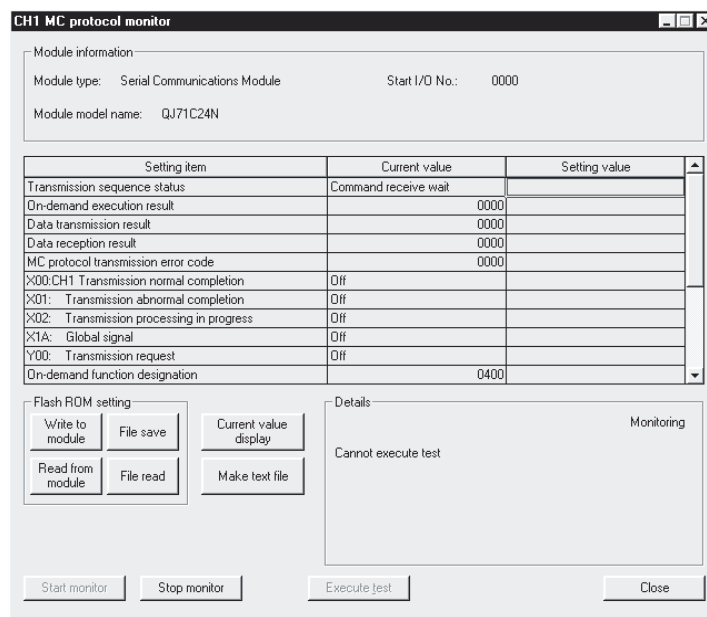 CH1 MC protocol monitor
Module information
Module type: Serial Communications Module Start I/O No.: 0000
Module model name: QJ71C24N
Setting item Current value Setting value
Transmission sequence status Command receive wait
On-demand execution result 0000
Data transmission result 0000
Data reception result 0000
MC protocol transmission error code 0000
X00:CH1 Transmission normal completion Off
X01: Transmission abnormal completion Off
X02: Transmission processing in progress Off
X1A: Global signal Off
Y00: Transmission request Off
On-demand function designation 0400
Flash ROM setting
Write to
module
File save
Read from
module
File read
Current value
display
Make text file
Details
Monitoring
Cannot execute test
Start monitor Stop monitor Execute test Close